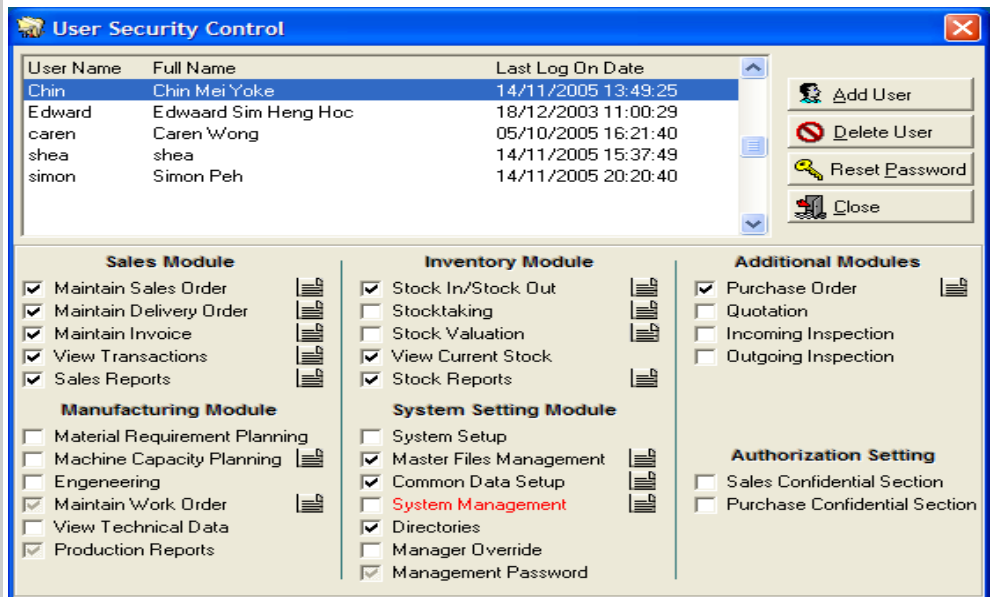 User Security Control
User Name Full Name Last Log On Date
Chin Chin Mei Yoke 14/11/2005 13:49:25
Edward Edwaard Sim Heng Hoc 18/12/2003 11:00:29
caren Caren Wong 05/10/2005 16:21:40
shea shea 14/11/2005 15:37:49
simon Simon Peh 14/11/2005 20:20:40
Add User
Delete User
Reset Password
Close
Sales Module
Maintain Sales Order
Maintain Delivery Order
Maintain Invoice
View Transactions
Sales Reports
Manufacturing Module
Material Requirement Planning
Machine Capacity Planning
Engeneering
Maintain Work Order
View Technical Data
Production Reports
Inventory Module
Stock In/Stock Out
Stocktaking
Stock Valuation
View Current Stock
Stock Reports
System Setting Module
System Setup
Master Files Management
Common Data Setup
System Management
Directories
Manager Override
Management Password
Additional Modules
Purchase Order
Quotation
Incoming Inspection
Outgoing Inspection
Authorization Setting
Sales Confidential Section
Purchase Confidential Section